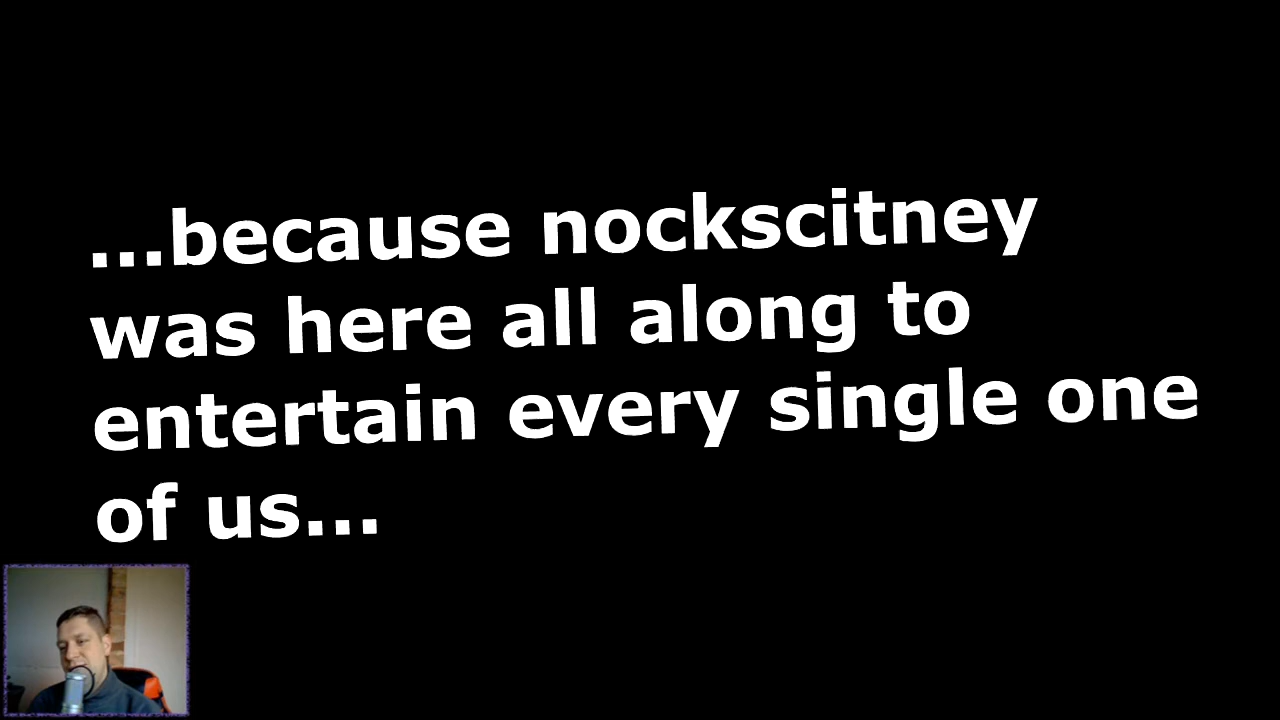 ...because nockscitney
was here all along to
entertain every single one
of us...